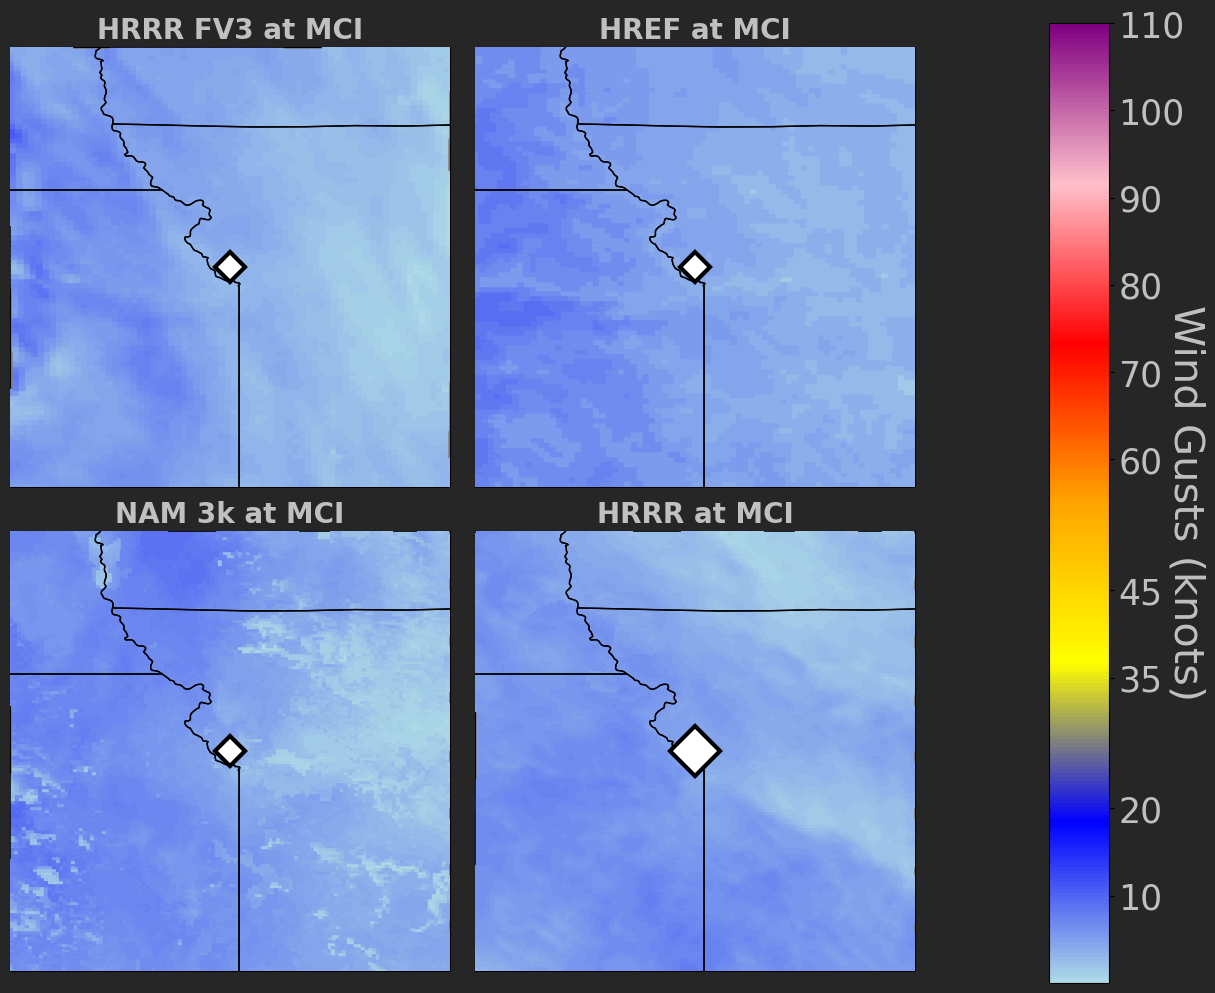 HRRR FV3 at MCI
HREF at MCI
NAM 3k at MCI
HRRR at MCI
110
100
90
80
70
60
45
35
20
10
Wind Gusts (knots)